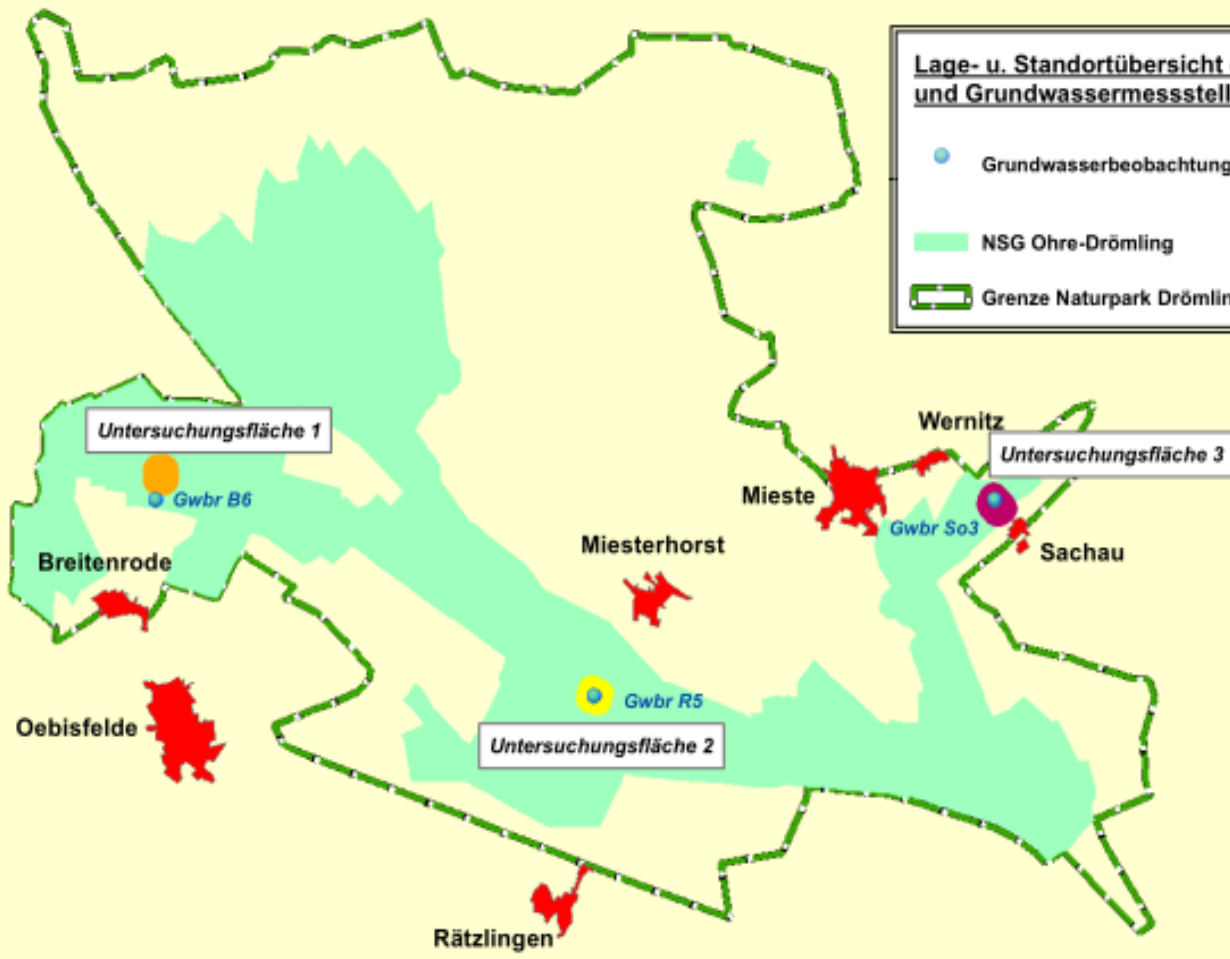 Lage- u. Standortübersicht
und Grundwassermessstell
Grundwasserbeobachtung
NSG Ohre-Drömling
Grenze Naturpark Drömlin
Untersuchungsfläche 1
Gwbr B6
Breitenrode
Oebisfelde
Wernitz
Untersuchungsfläche 3
Mieste
Gwbr So3
Sachau
Miesterhorst
Gwbr R5
Untersuchungsfläche 2
Rätzlingen